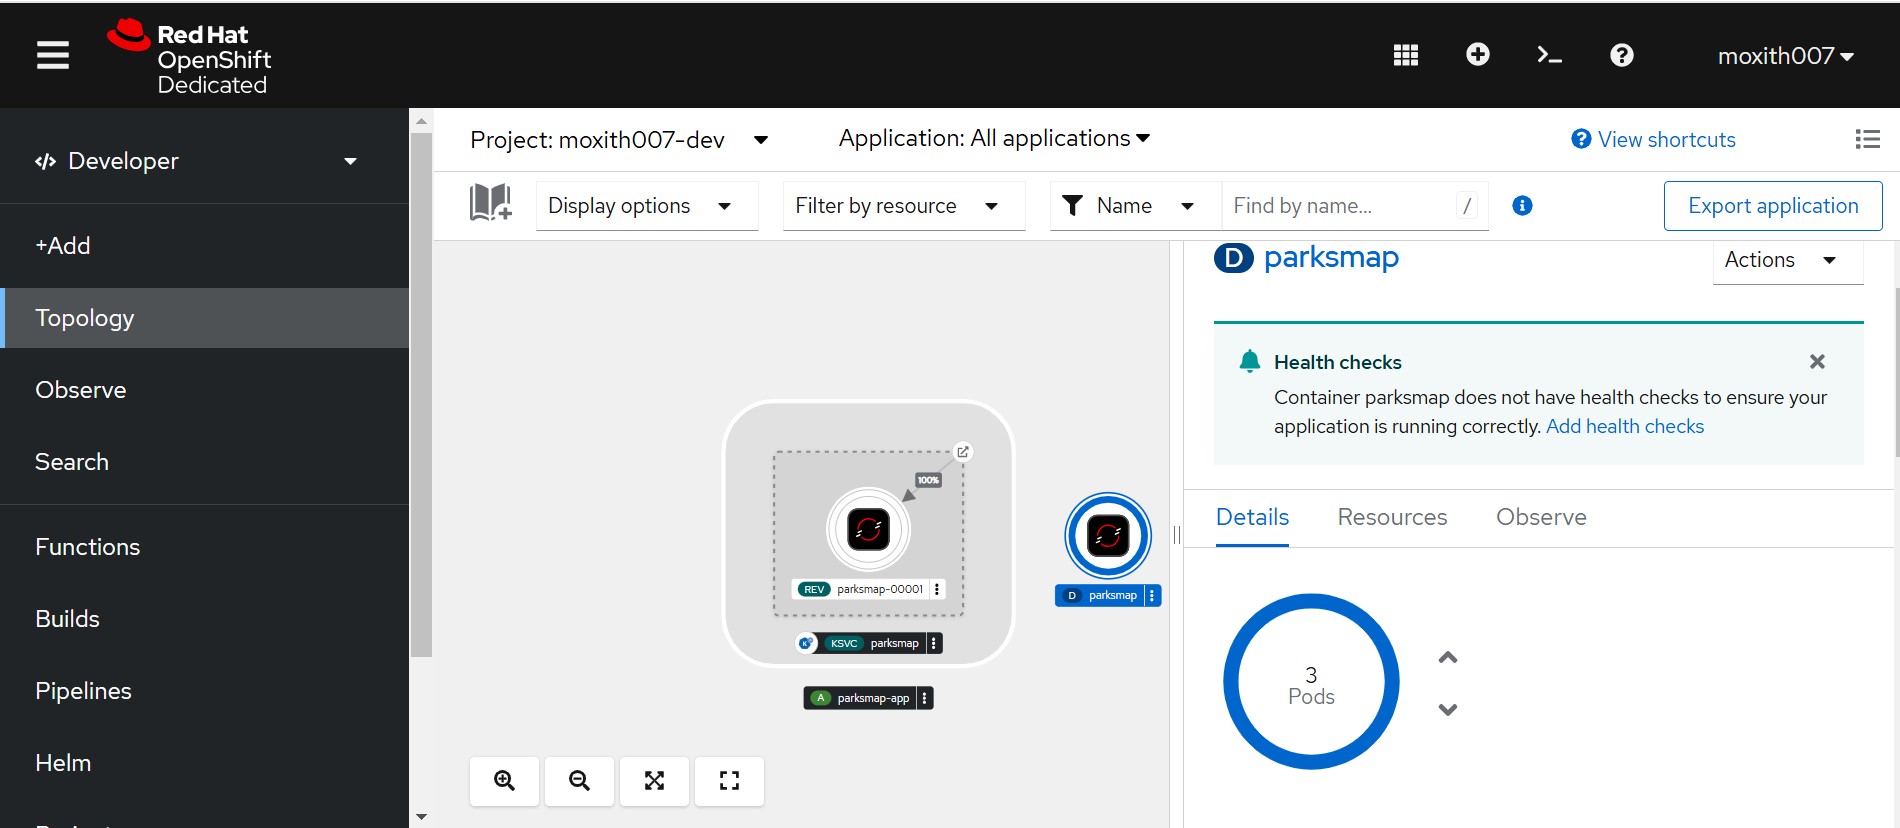 Red Hat
OpenShift
Dedicated
moxith007
Developer
+Add
Topology
Observe
Search
Functions
Builds
Pipelines
Helm
Project: moxith007-dev
Application: All applications
View shortcuts
Display options
Filter by resource
Name
Find by name...
/
Export application
100%
REV parksmap-00001
KSVC parksmap
A parksmap-app
D parksmap
D parksmap
Actions
Health checks
Container parksmap does not have health checks to ensure your
application is running correctly. Add health checks
Details Resources Observe
3
Pods